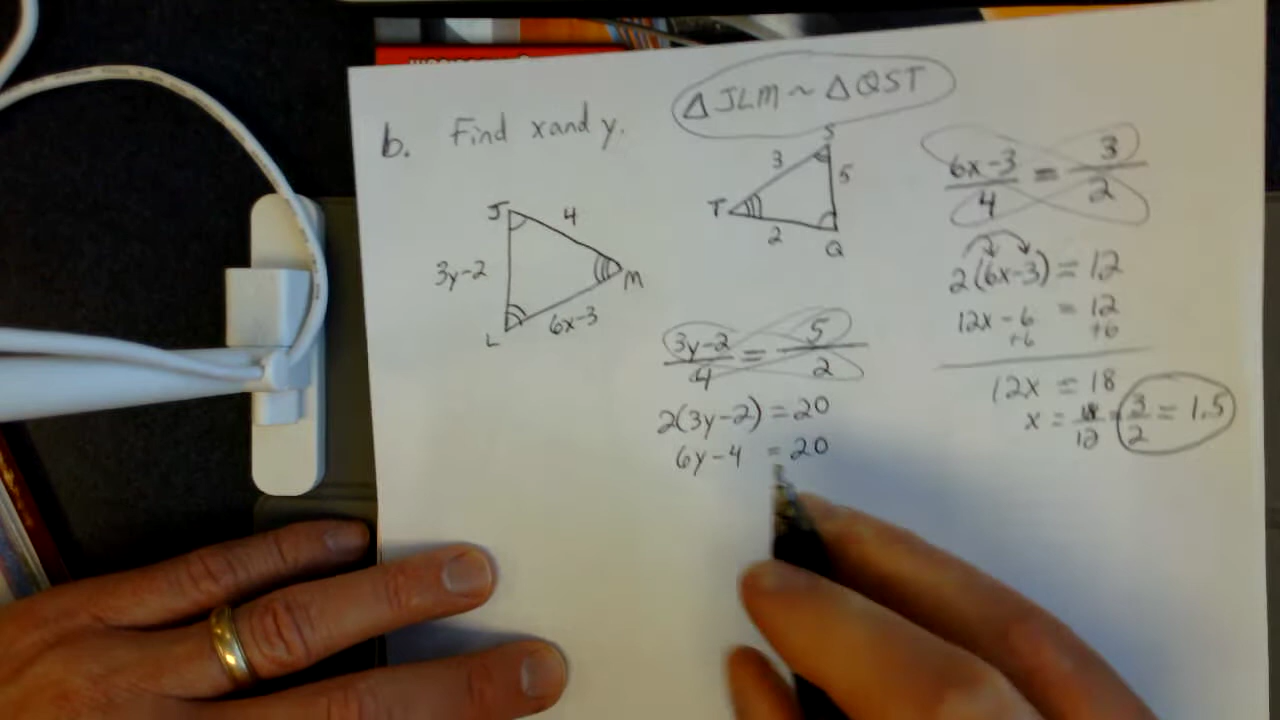 b. Find x and y.
△JLM ~ △QST
J
4
3y-2
M
6x-3
L
S
3
5
T
2
Q
3y-2/4 = 5/2
2(3y-2) = 20
6y-4 = 20
6x-3/4 = 3/2
2(6x-3) = 12
12x-6 = 12
+6 +6
12x = 18
x = 18/12 = 3/2 = 1.5